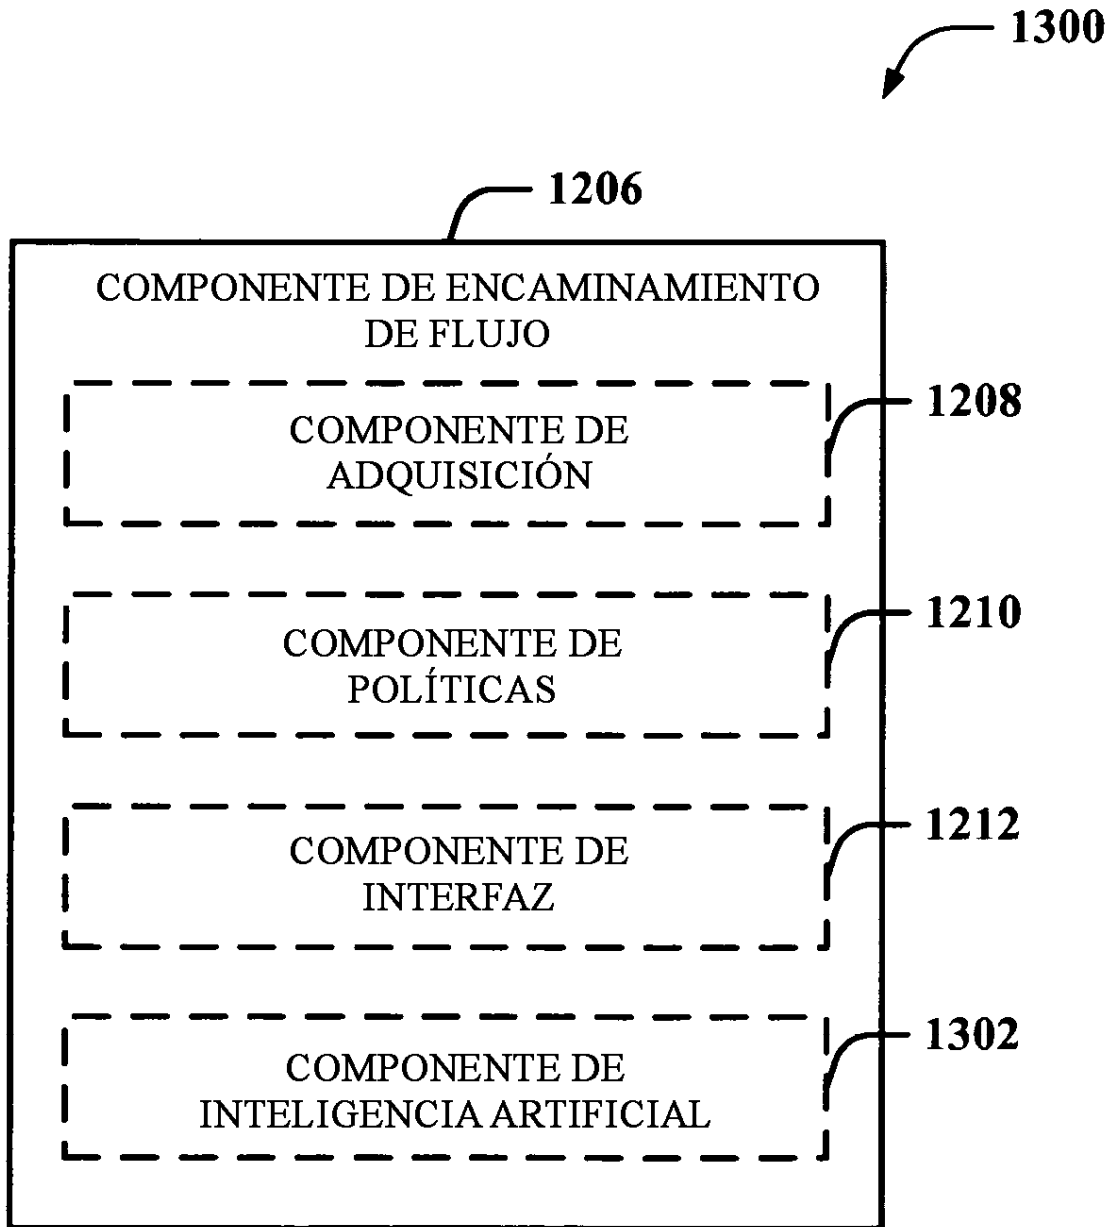 1300
1206
COMPONENTE DE ENCAMINAMIENTO
DE FLUJO
1208
COMPONENTE DE
ADQUISICIÓN
1210
COMPONENTE DE
POLÍTICAS
1212
COMPONENTE DE
INTERFAZ
1302
COMPONENTE DE
INTELIGENCIA ARTIFICIAL